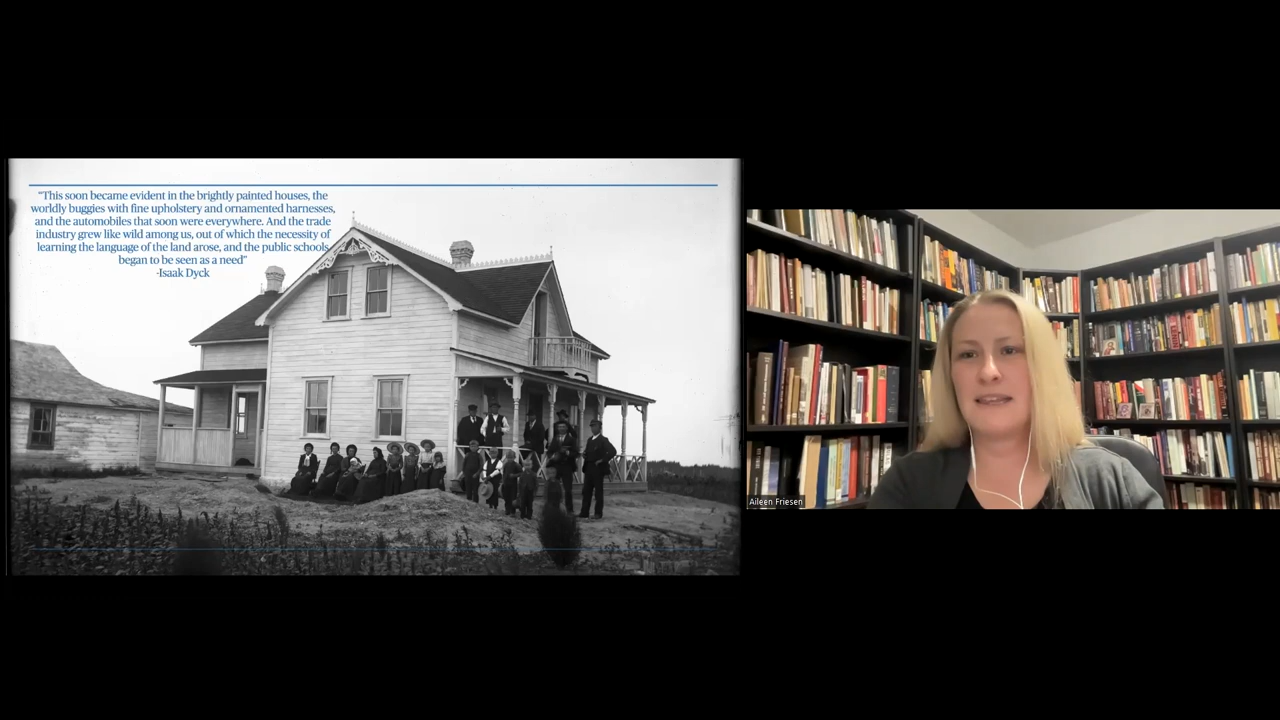 "This soon became evident in the brightly painted houses, the
worldly buggies with fine upholstery and ornamented harnesses,
and the automobiles that soon were everywhere. And the trade
industry grew like wild among us, out of which the necessity of
learning the language of the land arose, and the public schools
began to be seen as a need"
-Isaak Dyck
Aileen Friesen